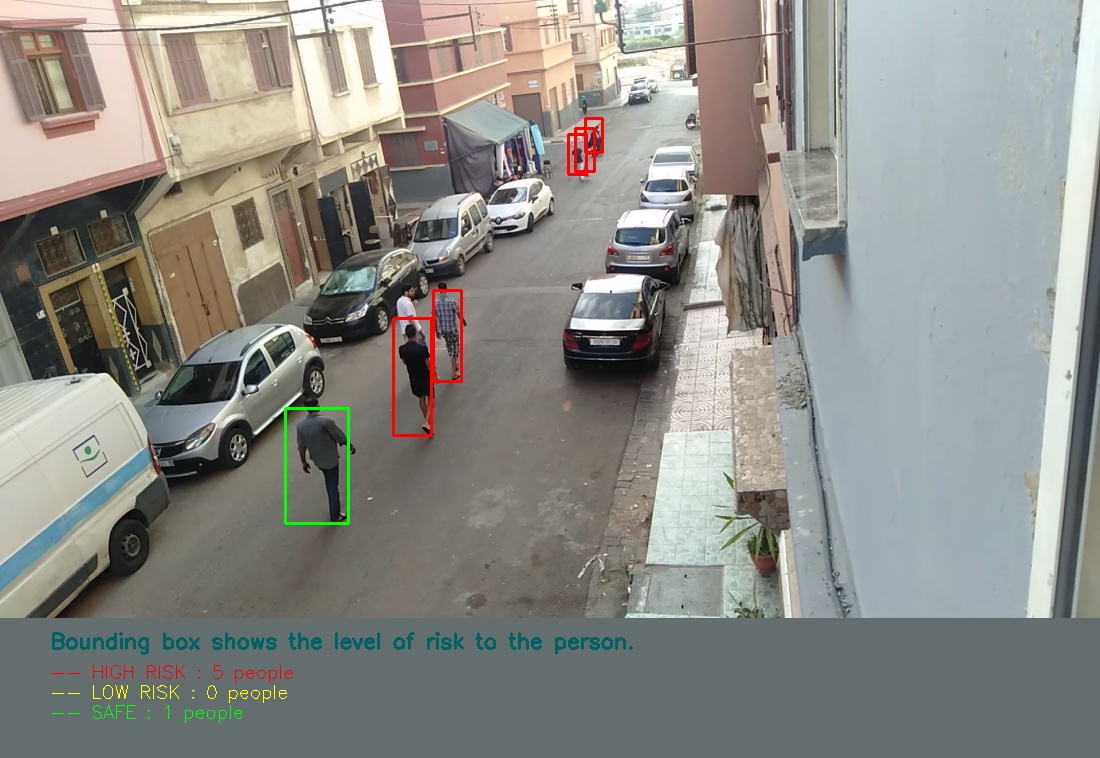 Bounding box shows the level of risk to the person.
—— HIGH RISK : 5 people
—— LOW RISK : 0 people
—— SAFE : 1 people